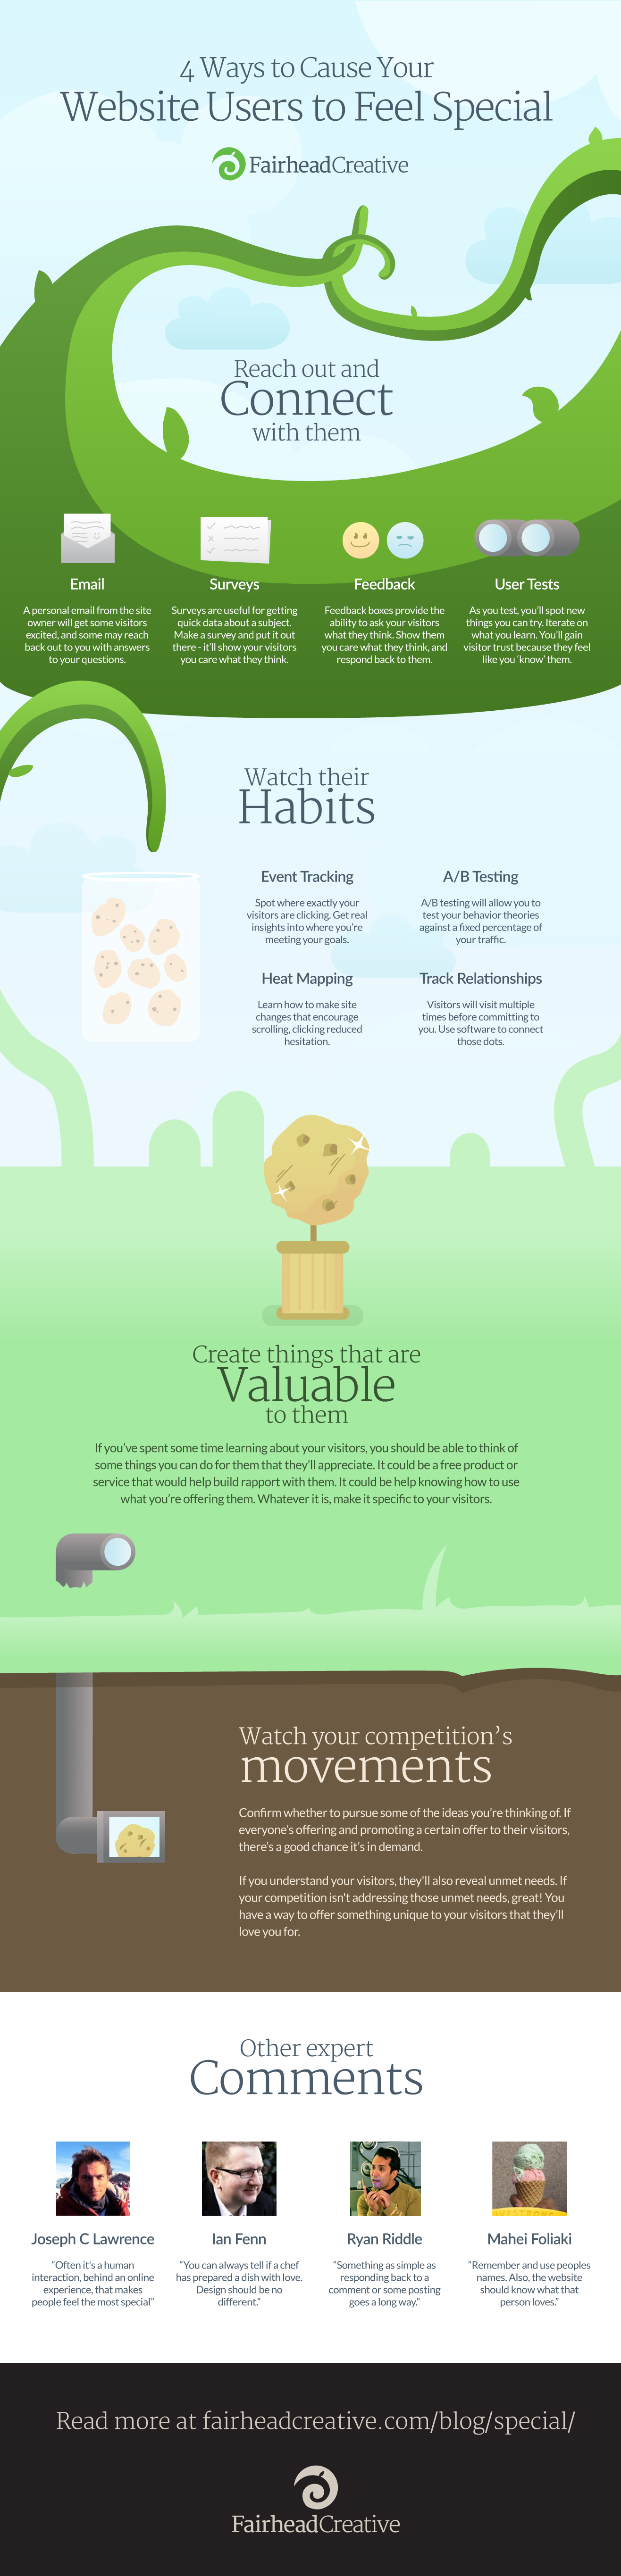 4 Ways to Cause Your
Website Users to Feel Special
FairheadCreative
Reach out and
Connect
with them
Email
A personal email from the site
owner will get some visitors
excited, and some may reach
back out to you with answers
to your questions.
Surveys
Surveys are useful for getting
quick data about a subject.
Make a survey and put it out
there - it'll show your visitors
you care what they think.
Feedback
Feedback boxes provide the
ability to ask your visitors
what they think. Show them
you care what they think, and
respond back to them.
User Tests
As you test, you'll spot new
things you can try. Iterate on
what you learn. You'll gain
visitor trust because they feel
like you 'know' them.
Watch their
Habits
Event Tracking
Spot where exactly your
visitors are clicking. Get real
insights into where you're
meeting your goals.
A/B Testing
A/B testing will allow you to
test your behavior theories
against a fixed percentage of
your traffic.
Heat Mapping
Learn how to make site
changes that encourage
scrolling, clicking reduced
hesitation.
Track Relationships
Visitors will visit multiple
times before committing to
you. Use software to connect
those dots.
Create things that are
Valuable
to them
If you've spent some time learning about your visitors, you should be able to think of
some things you can do for them that they'll appreciate. It could be a free product or
service that would help build rapport with them. It could be help knowing how to use
what you're offering them. Whatever it is, make it specific to your visitors.
Watch your competition's
movements
Confirm whether to pursue some of the ideas you're thinking of. If
everyone's offering and promoting a certain offer to their visitors,
there's a good chance it's in demand.
If you understand your visitors, they'll also reveal unmet needs. If
your competition isn't addressing those unmet needs, great! You
have a way to offer something unique to your visitors that they'll
love you for.
Other expert
Comments
Joseph C Lawrence
"Often it's a human
interaction, behind an online
experience, that makes
people feel the most special"
Ian Fenn
"You can always tell if a chef
has prepared a dish with love.
Design should be no
different."
Ryan Riddle
"Something as simple as
responding back to a
comment or some posting
goes a long way."
Mahei Foliaki
"Remember and use peoples
names. Also, the website
should know what that
person loves."
Read more at fairheadcreative.com/blog/special/
FairheadCreative